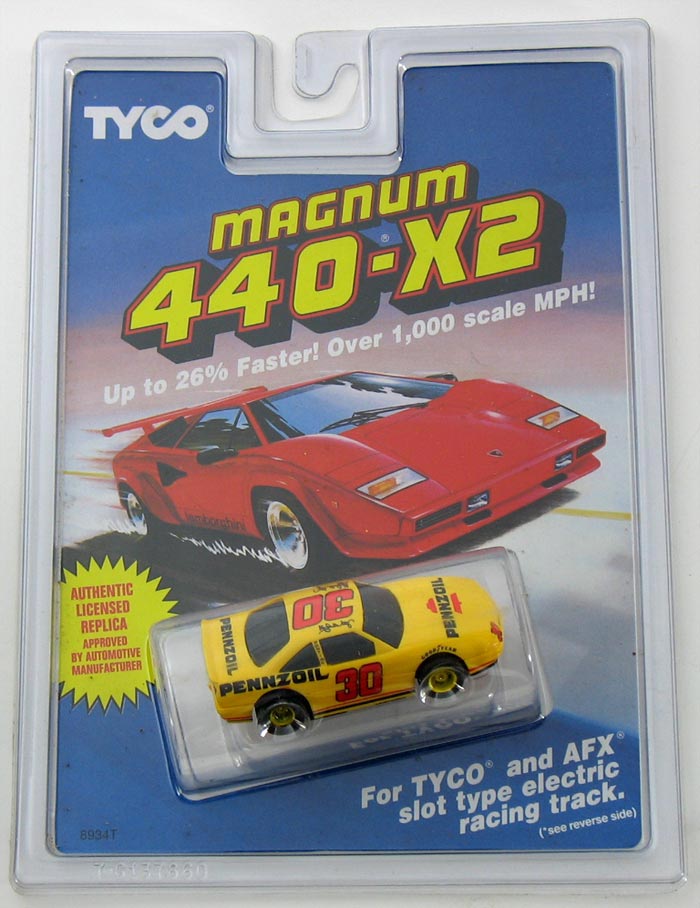 TYCO®
MAGNUM
440-X2®
Up to 26% Faster! Over 1,000 scale MPH!
lamborghini
AUTHENTIC
LICENSED
REPLICA
APPROVED
BY AUTOMOTIVE
MANUFACTURER
30
PENNZOIL
PENNZOIL
GOODYEAR
PENNZOIL 30
For TYCO® and AFX®
slot type electric
racing track.
(*see reverse side)
8934T